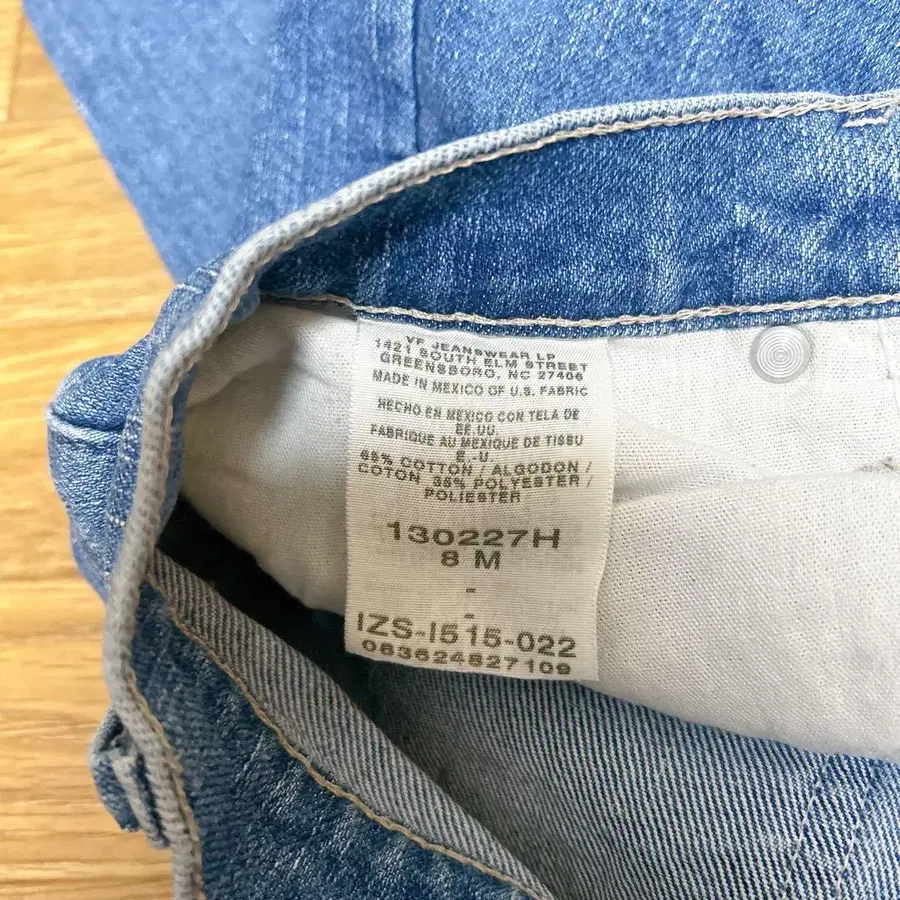 VF JEANSWEAR LP
1421 SOUTH ELM STREET
GREENSBORO, NC 27406
MADE IN MEXICO OF U.S. FABRIC
HECHO EN MEXICO CON TELA DE
EE.UU.
FABRIQUE AU MEXIQUE DE TISSU
E.-U.
65% COTTON / ALGODON /
COTON 35% POLYESTER /
POLIESTER
130227H
8 M
-
-
IZS-I515-022
083624827109